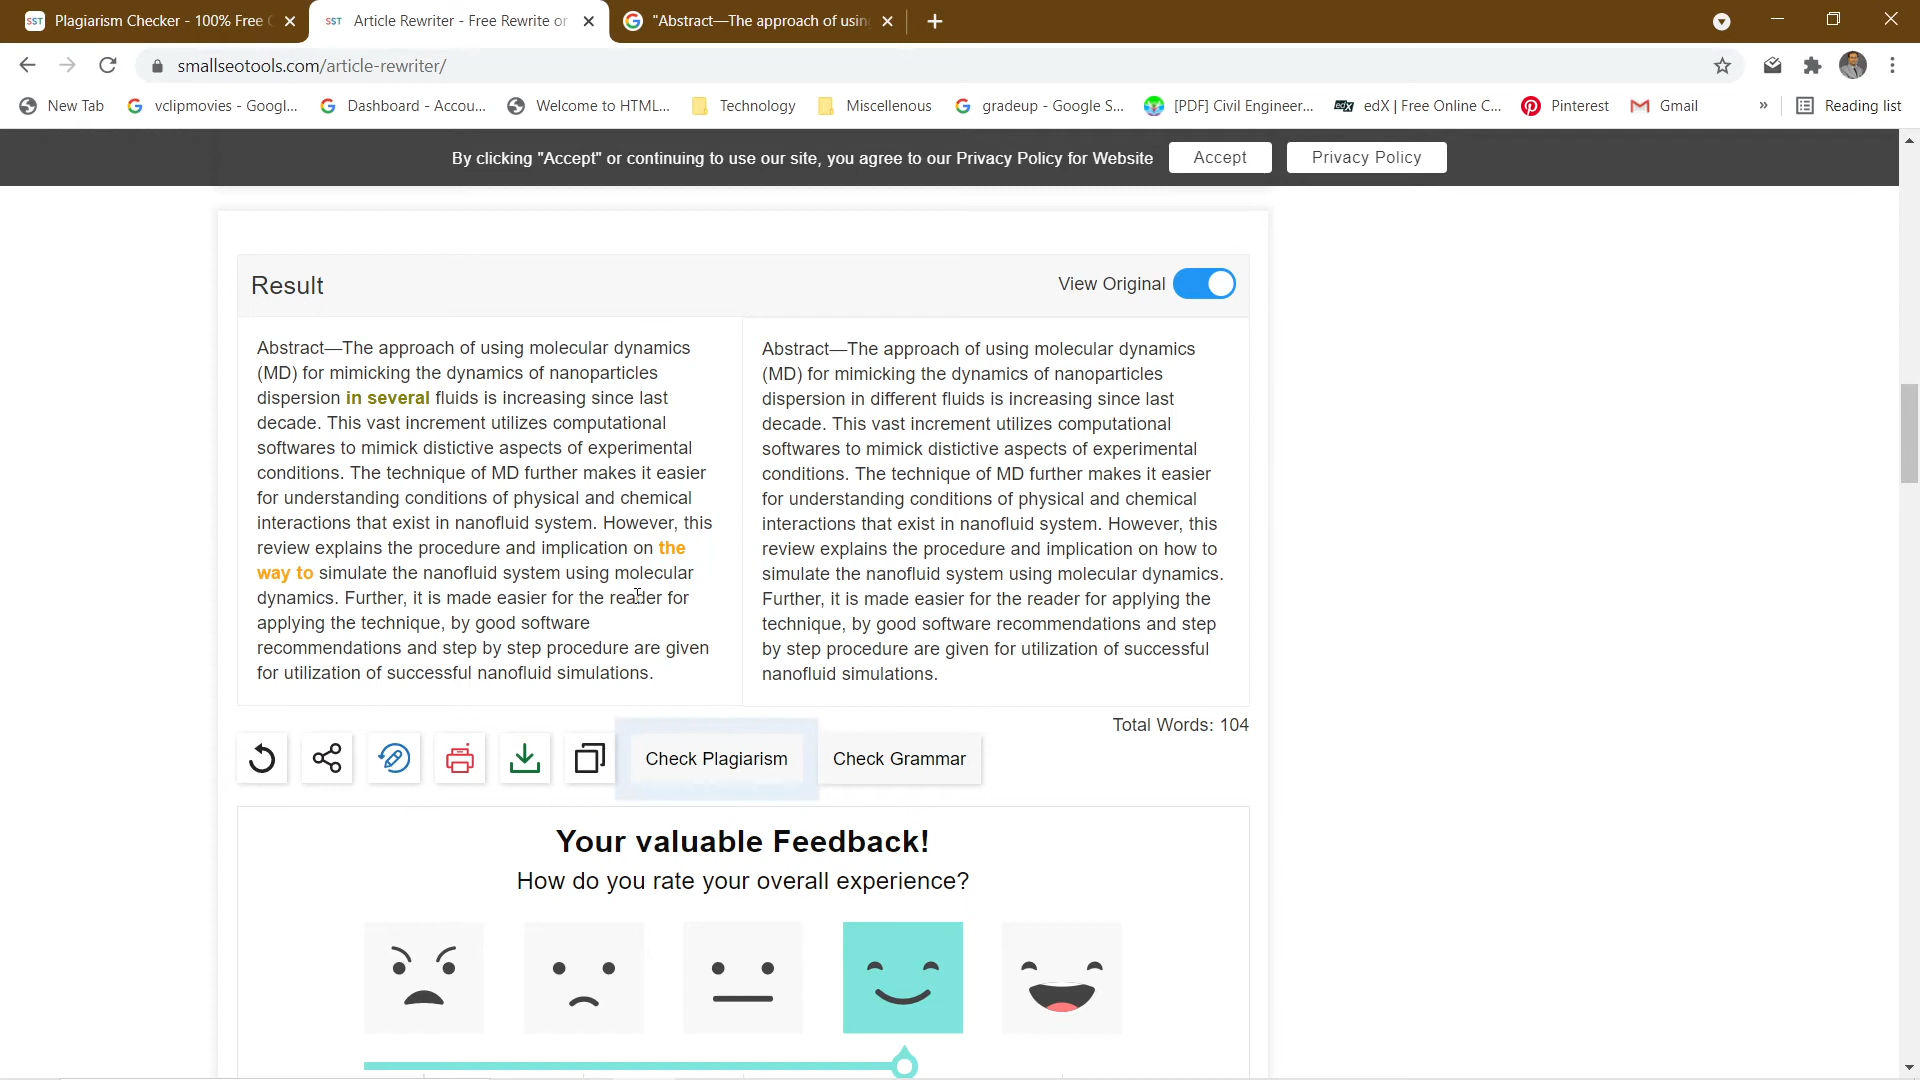 SST Plagiarism Checker - 100% Free
SST Article Rewriter - Free Rewrite or
"Abstract—The approach of usin
smallseotools.com/article-rewriter/
New Tab
vclipmovies - Googl...
Dashboard - Accou...
Welcome to HTML...
Technology
Miscellenous
gradeup - Google S...
[PDF] Civil Engineer...
edX | Free Online C...
Pinterest
Gmail
»
Reading list
By clicking "Accept" or continuing to use our site, you agree to our Privacy Policy for Website
Accept
Privacy Policy
Result
View Original
Abstract—The approach of using molecular dynamics
(MD) for mimicking the dynamics of nanoparticles
dispersion in several fluids is increasing since last
decade. This vast increment utilizes computational
softwares to mimick distictive aspects of experimental
conditions. The technique of MD further makes it easier
for understanding conditions of physical and chemical
interactions that exist in nanofluid system. However, this
review explains the procedure and implication on the
way to simulate the nanofluid system using molecular
dynamics. Further, it is made easier for the reader for
applying the technique, by good software
recommendations and step by step procedure are given
for utilization of successful nanofluid simulations.
Abstract—The approach of using molecular dynamics
(MD) for mimicking the dynamics of nanoparticles
dispersion in different fluids is increasing since last
decade. This vast increment utilizes computational
softwares to mimick distictive aspects of experimental
conditions. The technique of MD further makes it easier
for understanding conditions of physical and chemical
interactions that exist in nanofluid system. However, this
review explains the procedure and implication on how to
simulate the nanofluid system using molecular dynamics.
Further, it is made easier for the reader for applying the
technique, by good software recommendations and step
by step procedure are given for utilization of successful
nanofluid simulations.
Total Words: 104
Check Plagiarism
Check Grammar
Your valuable Feedback!
How do you rate your overall experience?